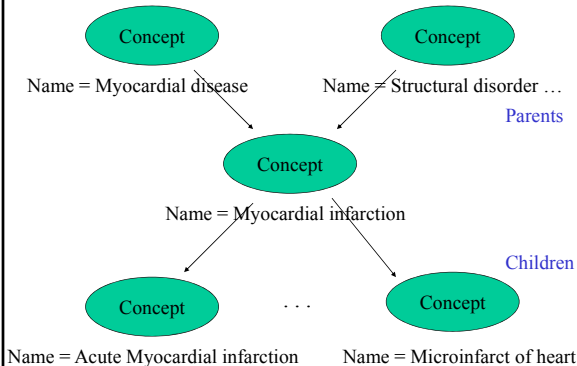 Concept
Concept
Name = Myocardial disease
Name = Structural disorder …
Parents
Concept
Name = Myocardial infarction
Children
Concept
. . .
Concept
Name = Acute Myocardial infarction
Name = Microinfarct of heart